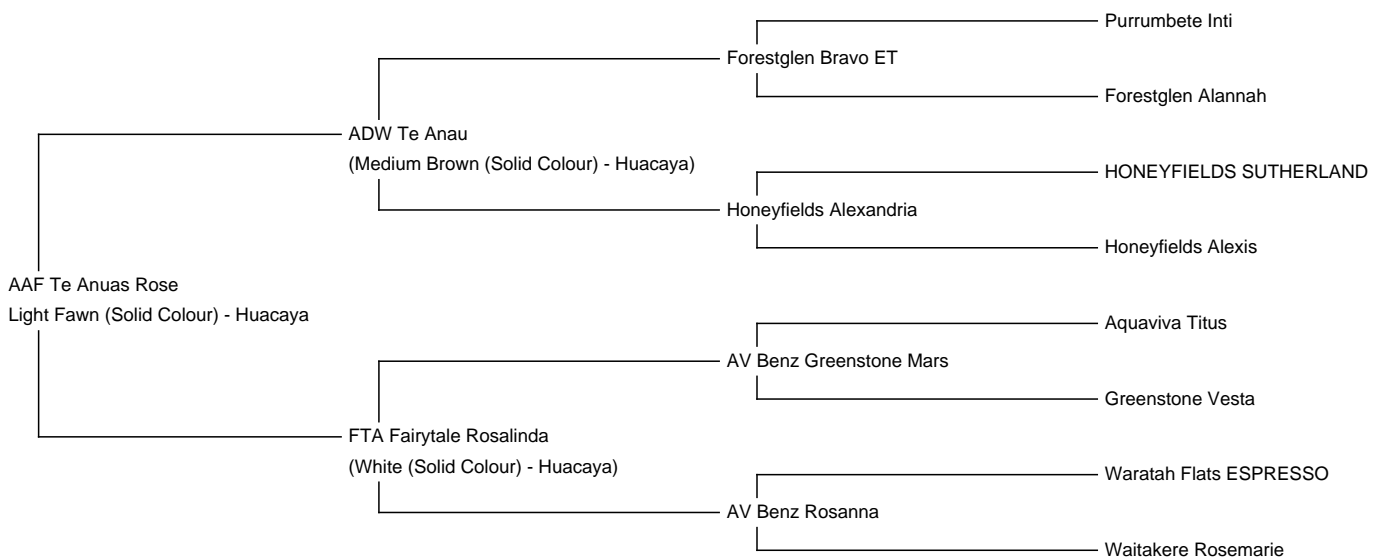 Purrumbete Inti
Forestglen Bravo ET
Forestglen Alannah
ADW Te Anau
(Medium Brown (Solid Colour) - Huacaya)
HONEYFIELDS SUTHERLAND
Honeyfields Alexandria
Honeyfields Alexis
AAF Te Anuas Rose
Light Fawn (Solid Colour) - Huacaya
Aquaviva Titus
AV Benz Greenstone Mars
Greenstone Vesta
FTA Fairytale Rosalinda
(White (Solid Colour) - Huacaya)
Waratah Flats ESPRESSO
AV Benz Rosanna
Waitakere Rosemarie